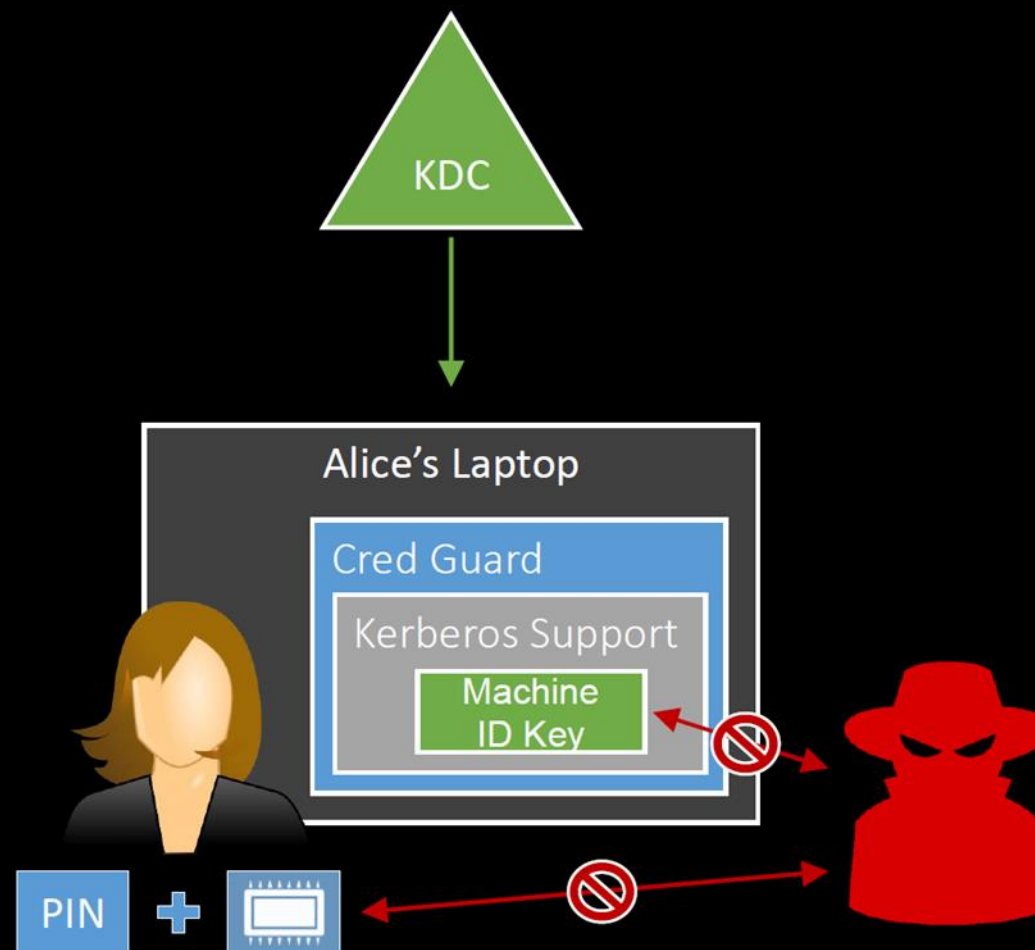 KDC
Alice’s Laptop
Cred Guard
Kerberos Support
Machine
ID Key
PIN